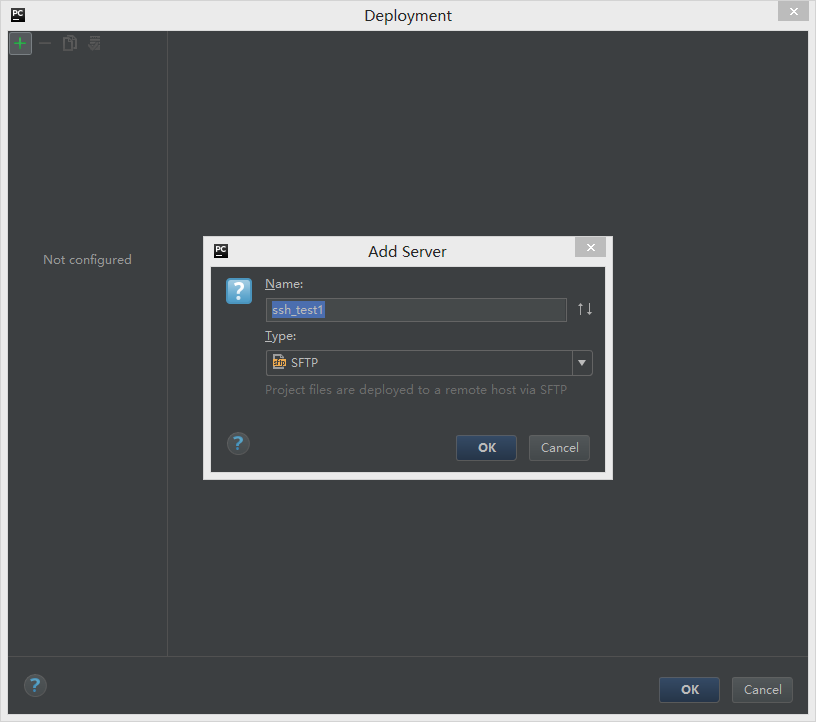 PC
Deployment
Not configured
PC
Add Server
Name:
ssh_test1
Type:
SFTP
SFTP
Project files are deployed to a remote host via SFTP
?
?
OK
Cancel
?
OK
Cancel